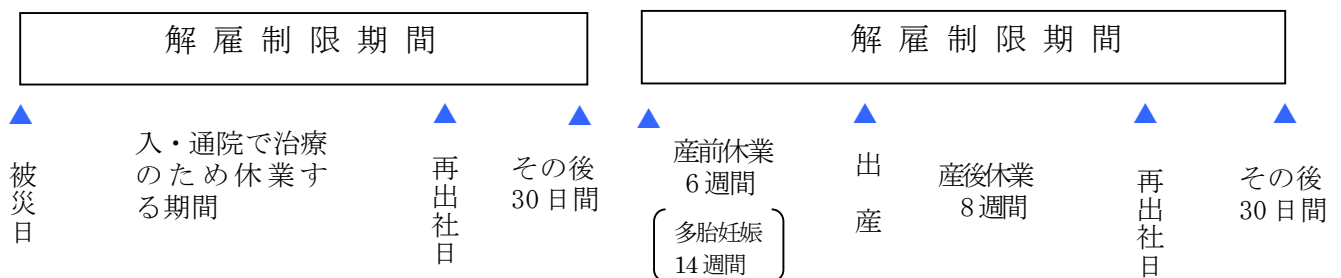 解雇制限期間
被災日
入・通院で治療
のため休業す
る期間
再出社日
その後
30日間
解雇制限期間
産前休業
6週間
多胎妊娠
14週間
出産
産後休業
8週間
再出社日
その後
30日間